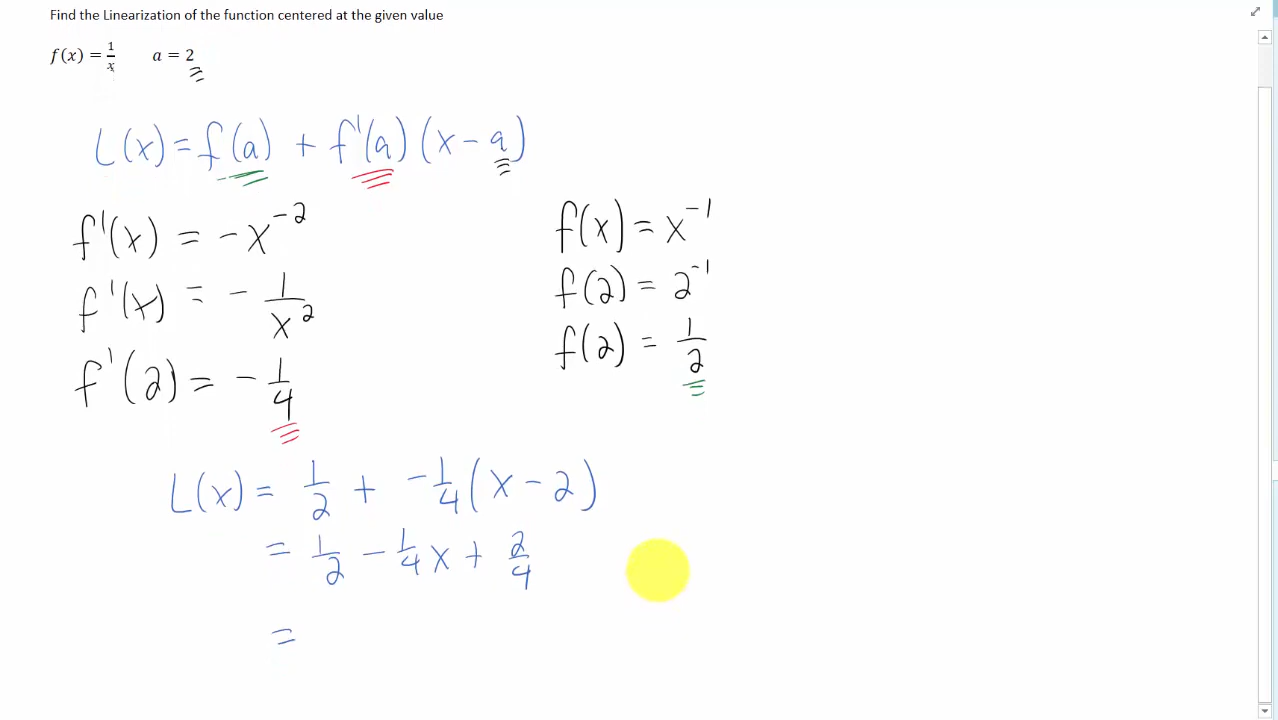 Find the Linearization of the function centered at the given value
f(x) = 1/x    a = 2
L(x) = f(a) + f'(a)(x - a)
f'(x) = -x^-2
f'(x) = - 1/x^2
f'(2) = - 1/4
f(x) = x^-1
f(2) = 2^-1
f(2) = 1/2
L(x) = 1/2 + -1/4(x - 2)
= 1/2 - 1/4x + 2/4
=